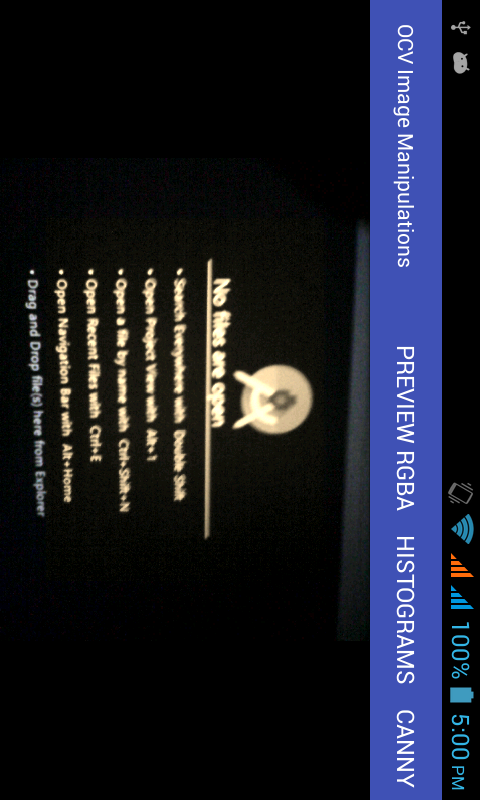 100% 5:00 PM
OCV Image Manipulations PREVIEW RGBA HISTOGRAMS CANNY
No files are open
• Search Everywhere with Double Shift
• Open Project View with Alt+1
• Open a file by name with Ctrl+Shift+N
• Open Recent Files with Ctrl+E
• Open Navigation Bar with Alt+Home
• Drag and Drop file(s) here from Explorer